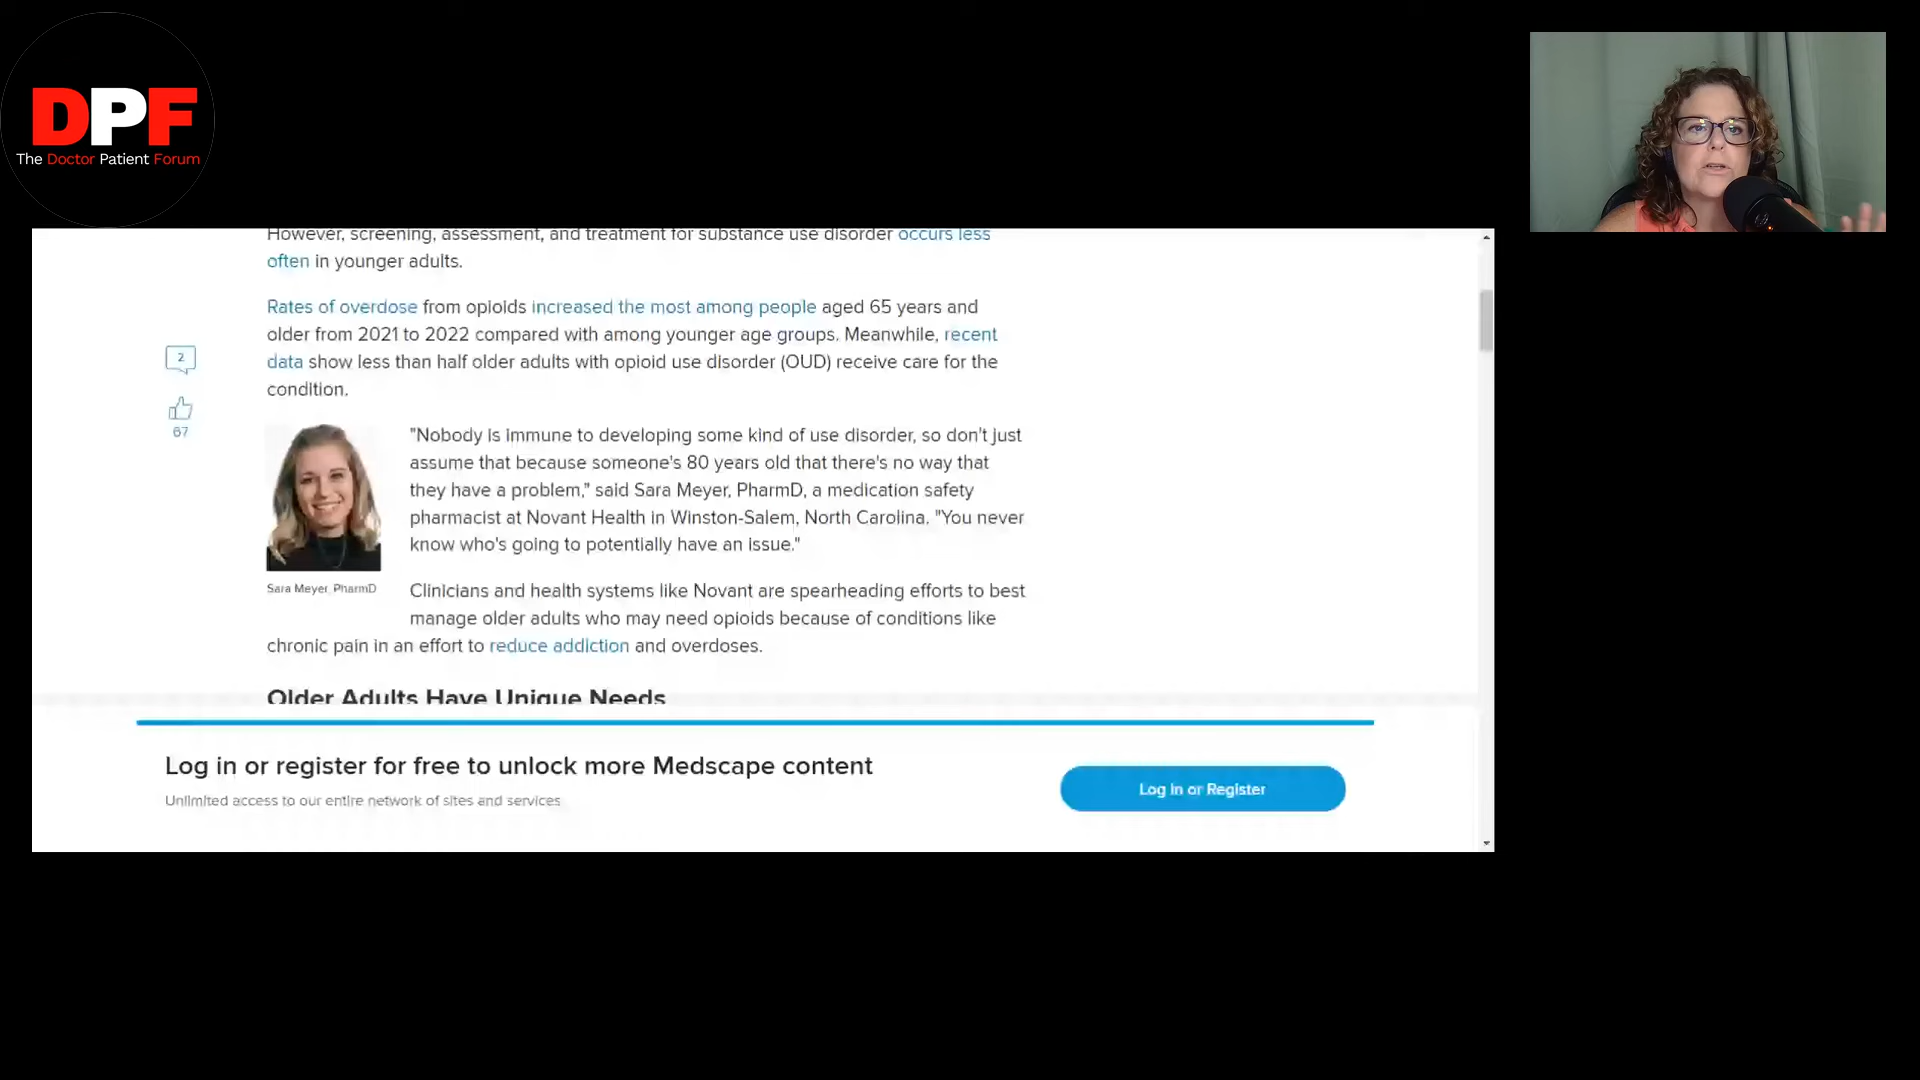 DPF
The Doctor Patient Forum
However, screening, assessment, and treatment for substance use disorder occurs less
often in younger adults.
Rates of overdose from opioids increased the most among people aged 65 years and
older from 2021 to 2022 compared with among younger age groups. Meanwhile, recent
data show less than half older adults with opioid use disorder (OUD) receive care for the
condition.
2
67
"Nobody is immune to developing some kind of use disorder, so don't just
assume that because someone's 80 years old that there's no way that
they have a problem," said Sara Meyer, PharmD, a medication safety
pharmacist at Novant Health in Winston-Salem, North Carolina. "You never
know who's going to potentially have an issue."
Sara Meyer, PharmD
Clinicians and health systems like Novant are spearheading efforts to best
manage older adults who may need opioids because of conditions like
chronic pain in an effort to reduce addiction and overdoses.
Older Adults Have Unique Needs
Log in or register for free to unlock more Medscape content
Unlimited access to our entire network of sites and services
Log in or Register